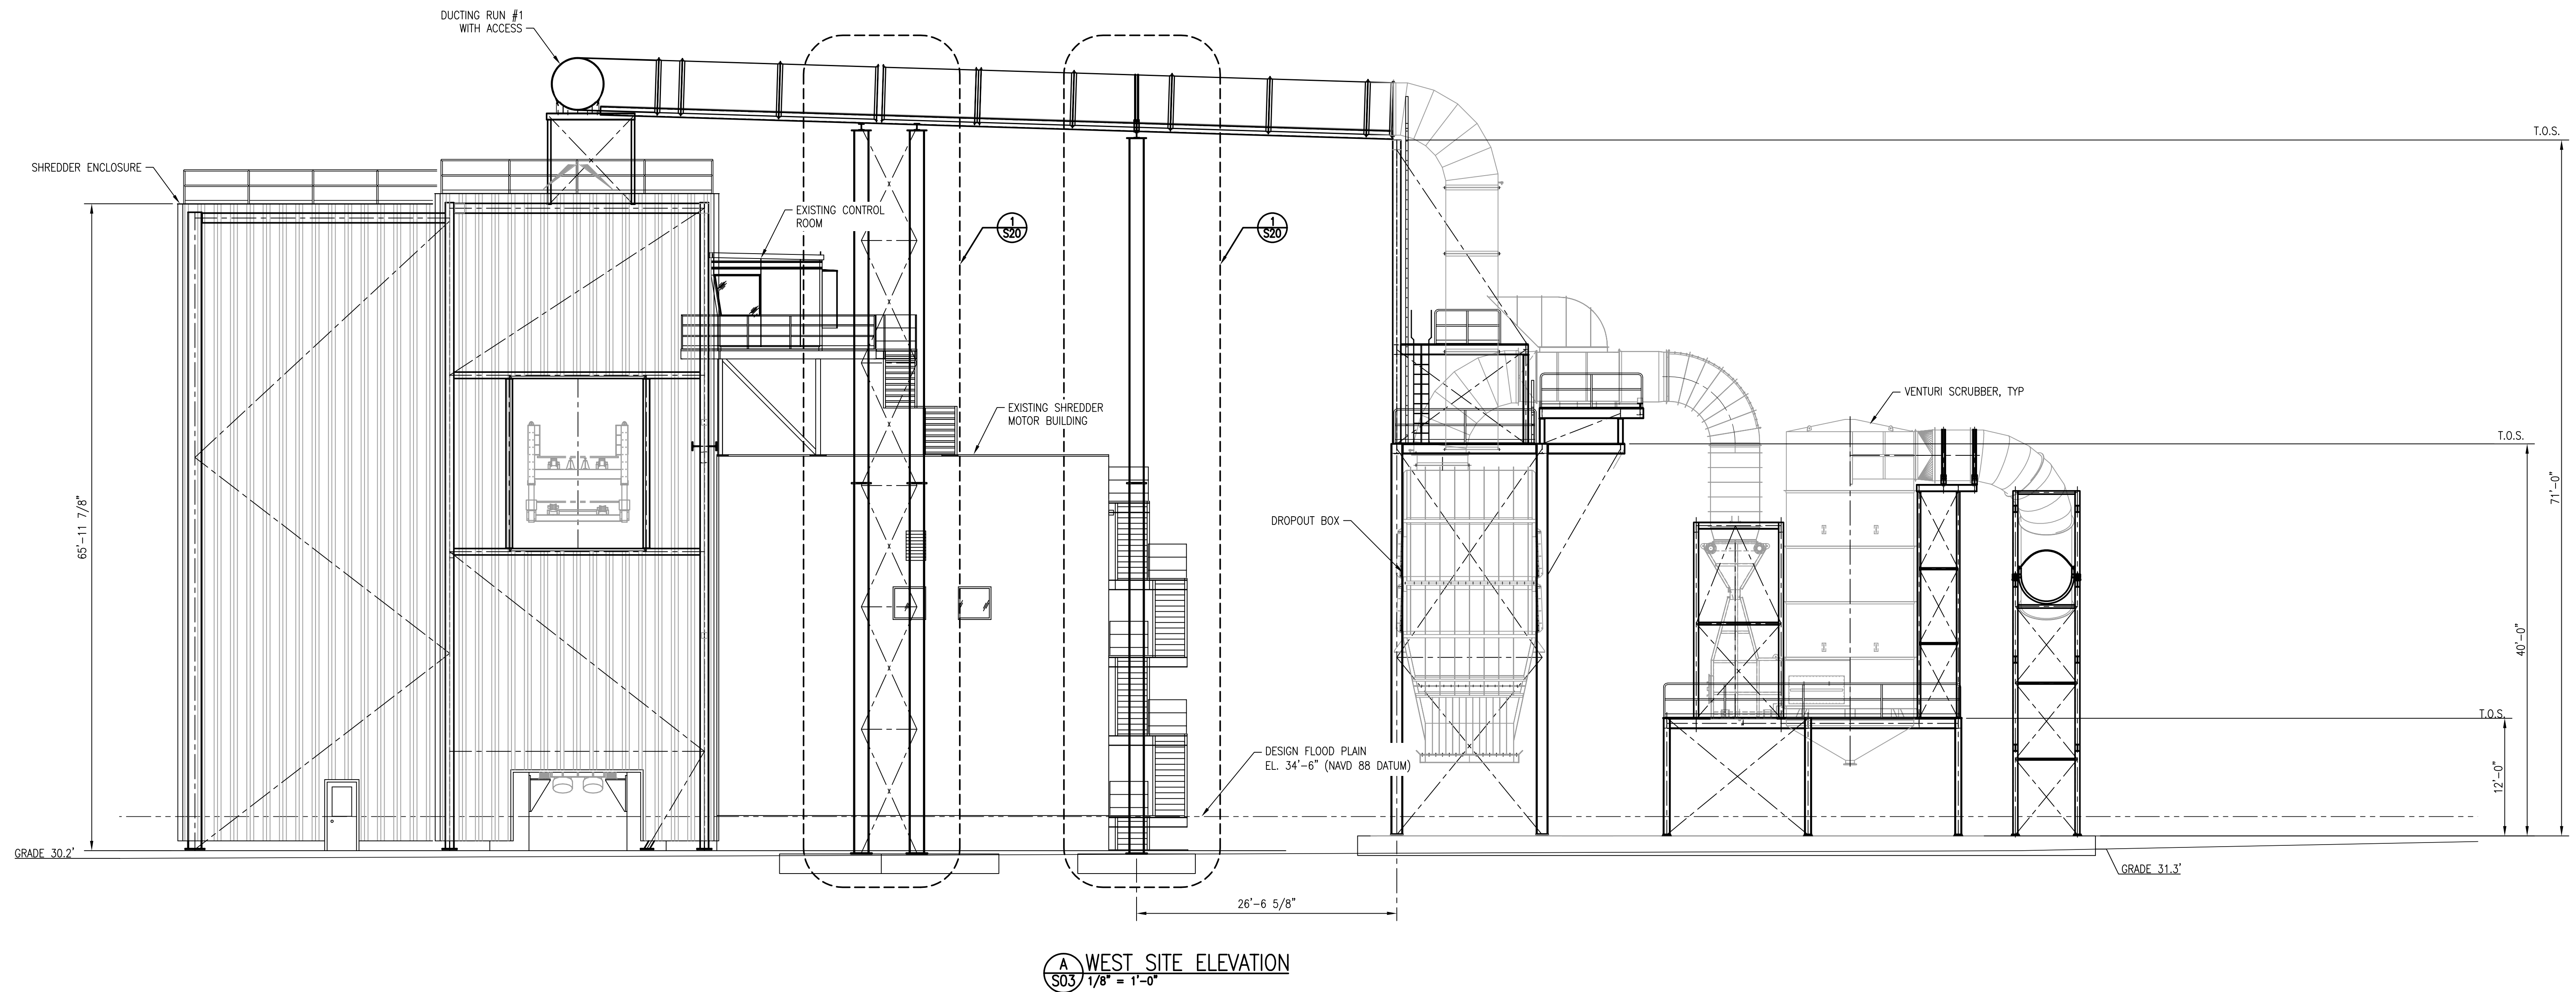 DUCTING RUN #1
WITH ACCESS
T.O.S.
SHREDDER ENCLOSURE
EXISTING CONTROL
ROOM
1
S20
1
S20
VENTURI SCRUBBER, TYP
EXISTING SHREDDER
MOTOR BUILDING
T.O.S.
71'-0"
65'-11 7/8"
DROPOUT BOX
40'-0"
T.O.S.
DESIGN FLOOD PLAIN
EL. 34'-6" (NAVD 88 DATUM)
12'-0"
GRADE 30.2'
GRADE 31.3'
26'-6 5/8"
A
S03
WEST SITE ELEVATION
1/8" = 1'-0"